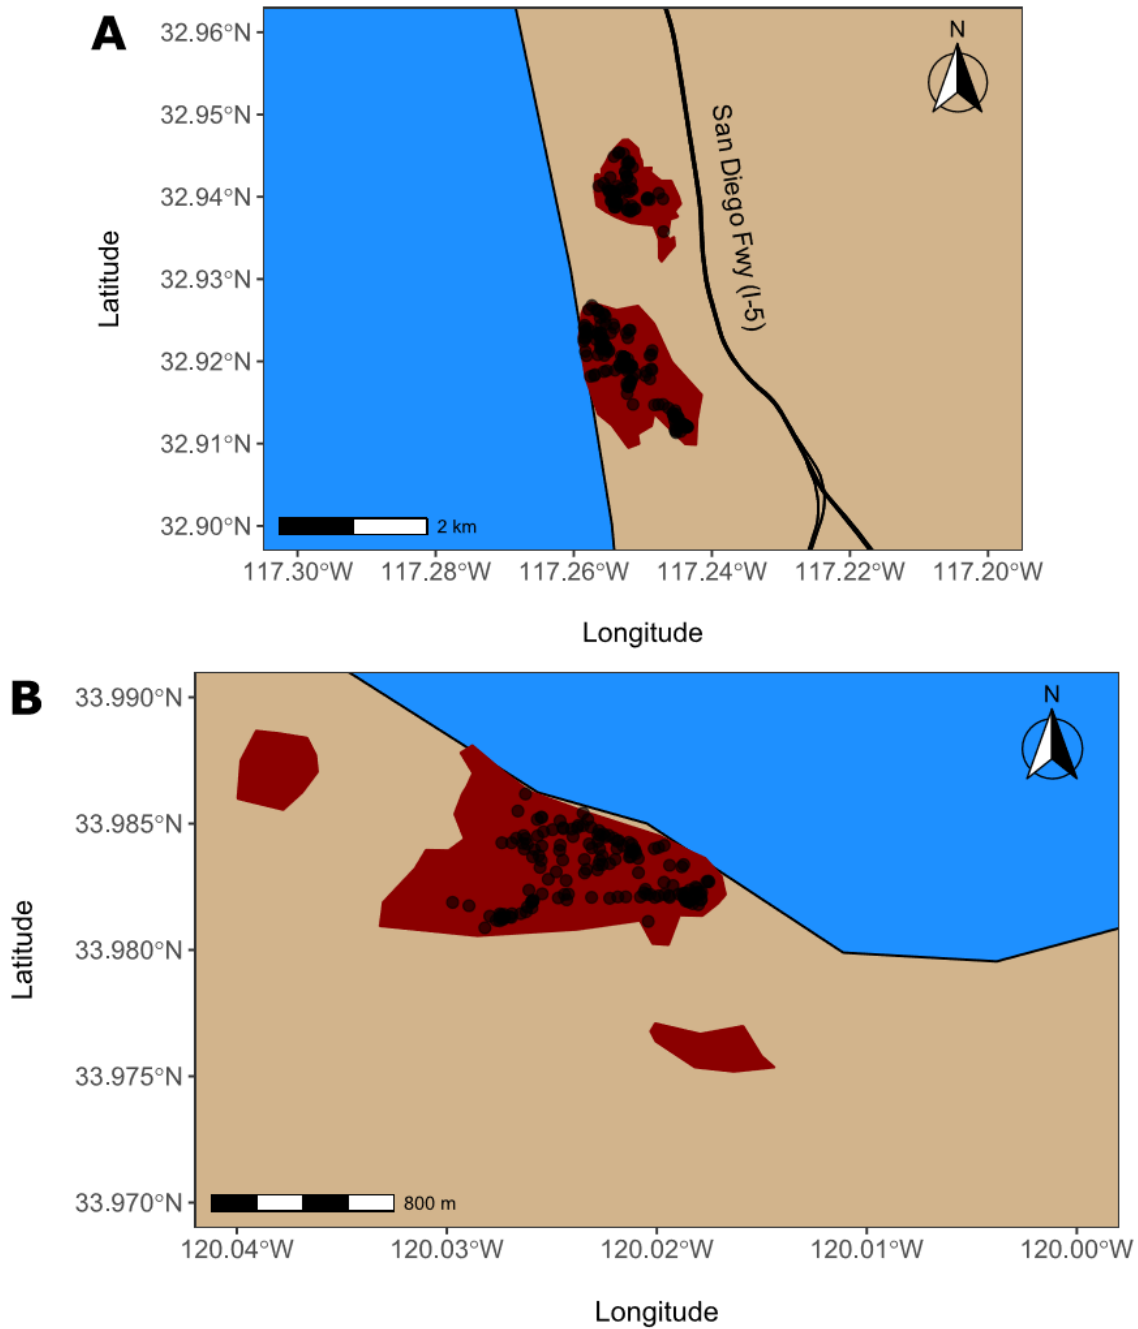 A
32.96°N
32.95°N
32.94°N
32.93°N
32.92°N
32.91°N
32.90°N
Latitude
N
San Diego Fwy (I-5)
2 km
117.30°W 117.28°W 117.26°W 117.24°W 117.22°W 117.20°W
Longitude
B
33.990°N
33.985°N
33.980°N
33.975°N
33.970°N
Latitude
N
800 m
120.04°W 120.03°W 120.02°W 120.01°W 120.00°W
Longitude